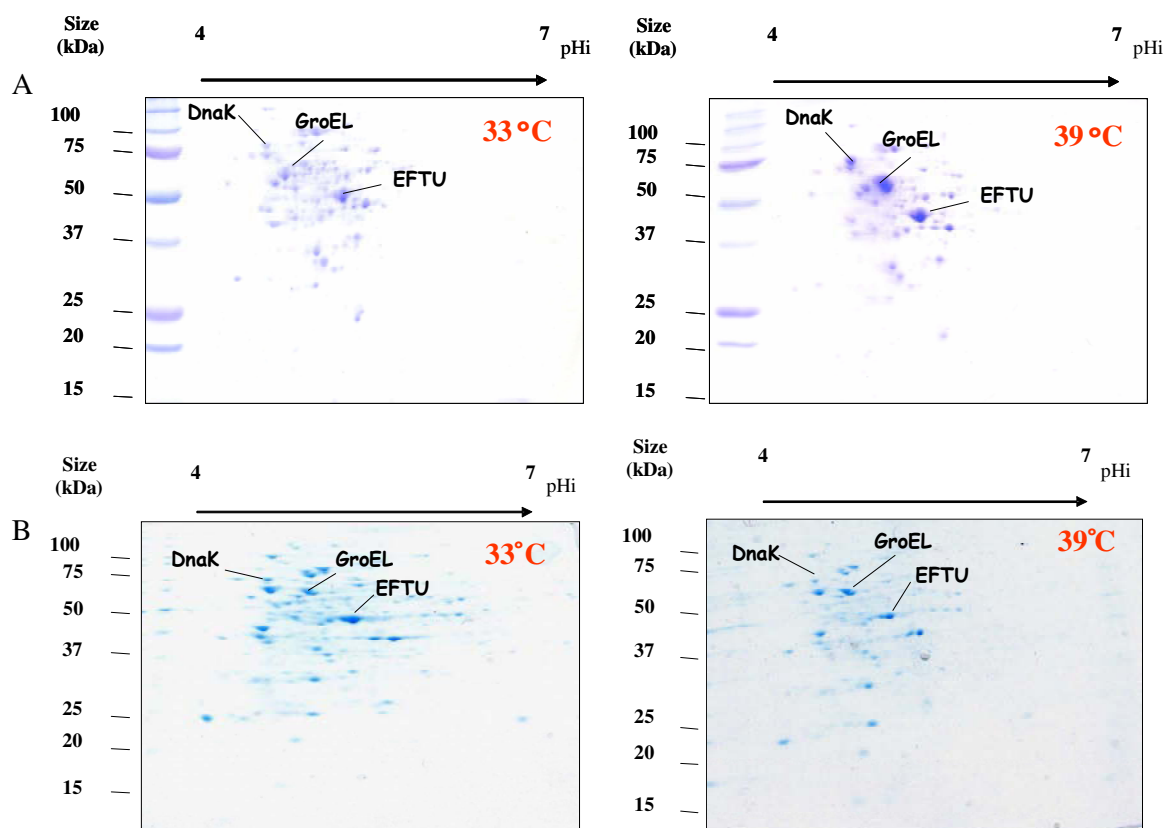 A
Size
(kDa)
4
7
pHi
100
75
50
37
25
20
15
DnaK
GroEL
EFTU
33°C
Size
(kDa)
4
7
pHi
100
75
50
37
25
20
15
DnaK
GroEL
EFTU
39°C
B
Size
(kDa)
4
7
pHi
100
75
50
37
25
20
15
DnaK
GroEL
EFTU
33°C
Size
(kDa)
4
7
pHi
100
75
50
37
25
20
15
DnaK
GroEL
EFTU
39°C